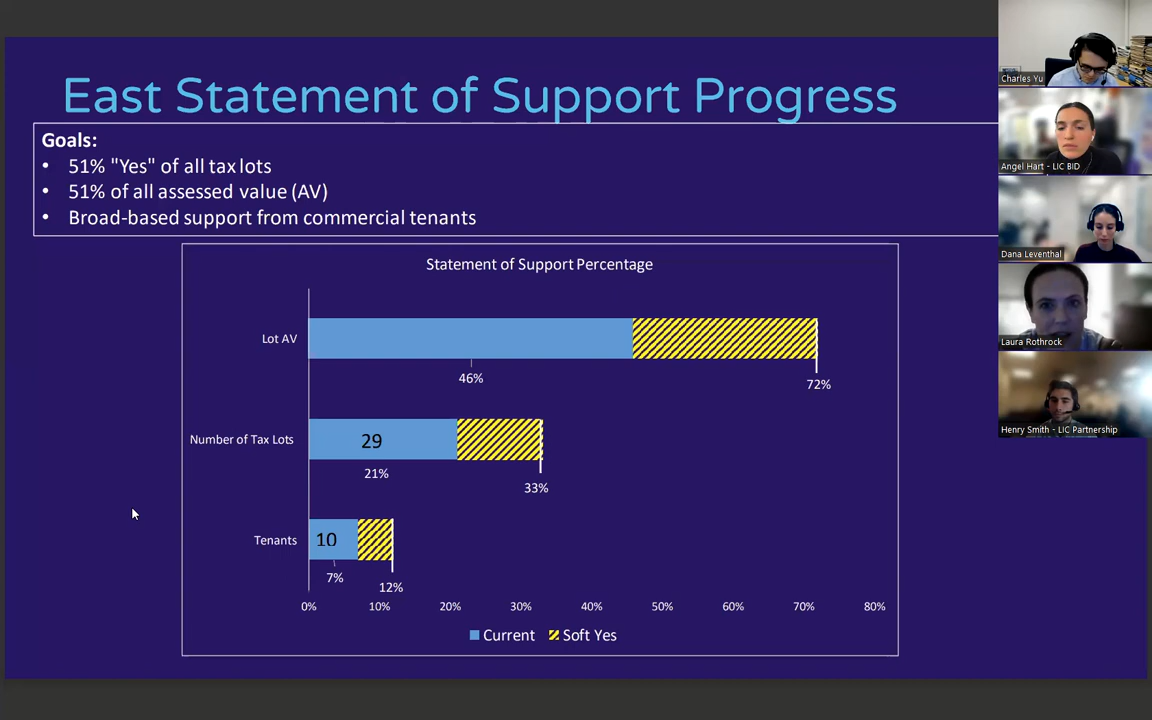 East Statement of Support Progress
Goals:
• 51% "Yes" of all tax lots
• 51% of all assessed value (AV)
• Broad-based support from commercial tenants
Statement of Support Percentage
Lot AV
46%
72%
Number of Tax Lots
29
21%
33%
Tenants
10
7%
12%
0% 10% 20% 30% 40% 50% 60% 70% 80%
Current Soft Yes
Charles Yu
Angel Hart - LIC BID
Dana Leventhal
Laura Rothrock
Henry Smith - LIC Partnership